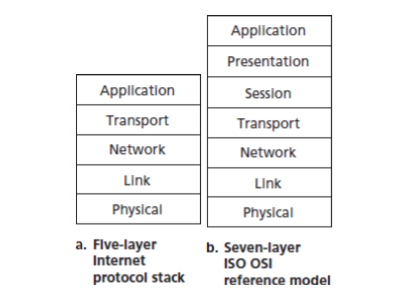 Application
Transport
Network
Link
Physical
a. Five-layer
Internet
protocol stack
Application
Presentation
Session
Transport
Network
Link
Physical
b. Seven-layer
ISO OSI
reference model